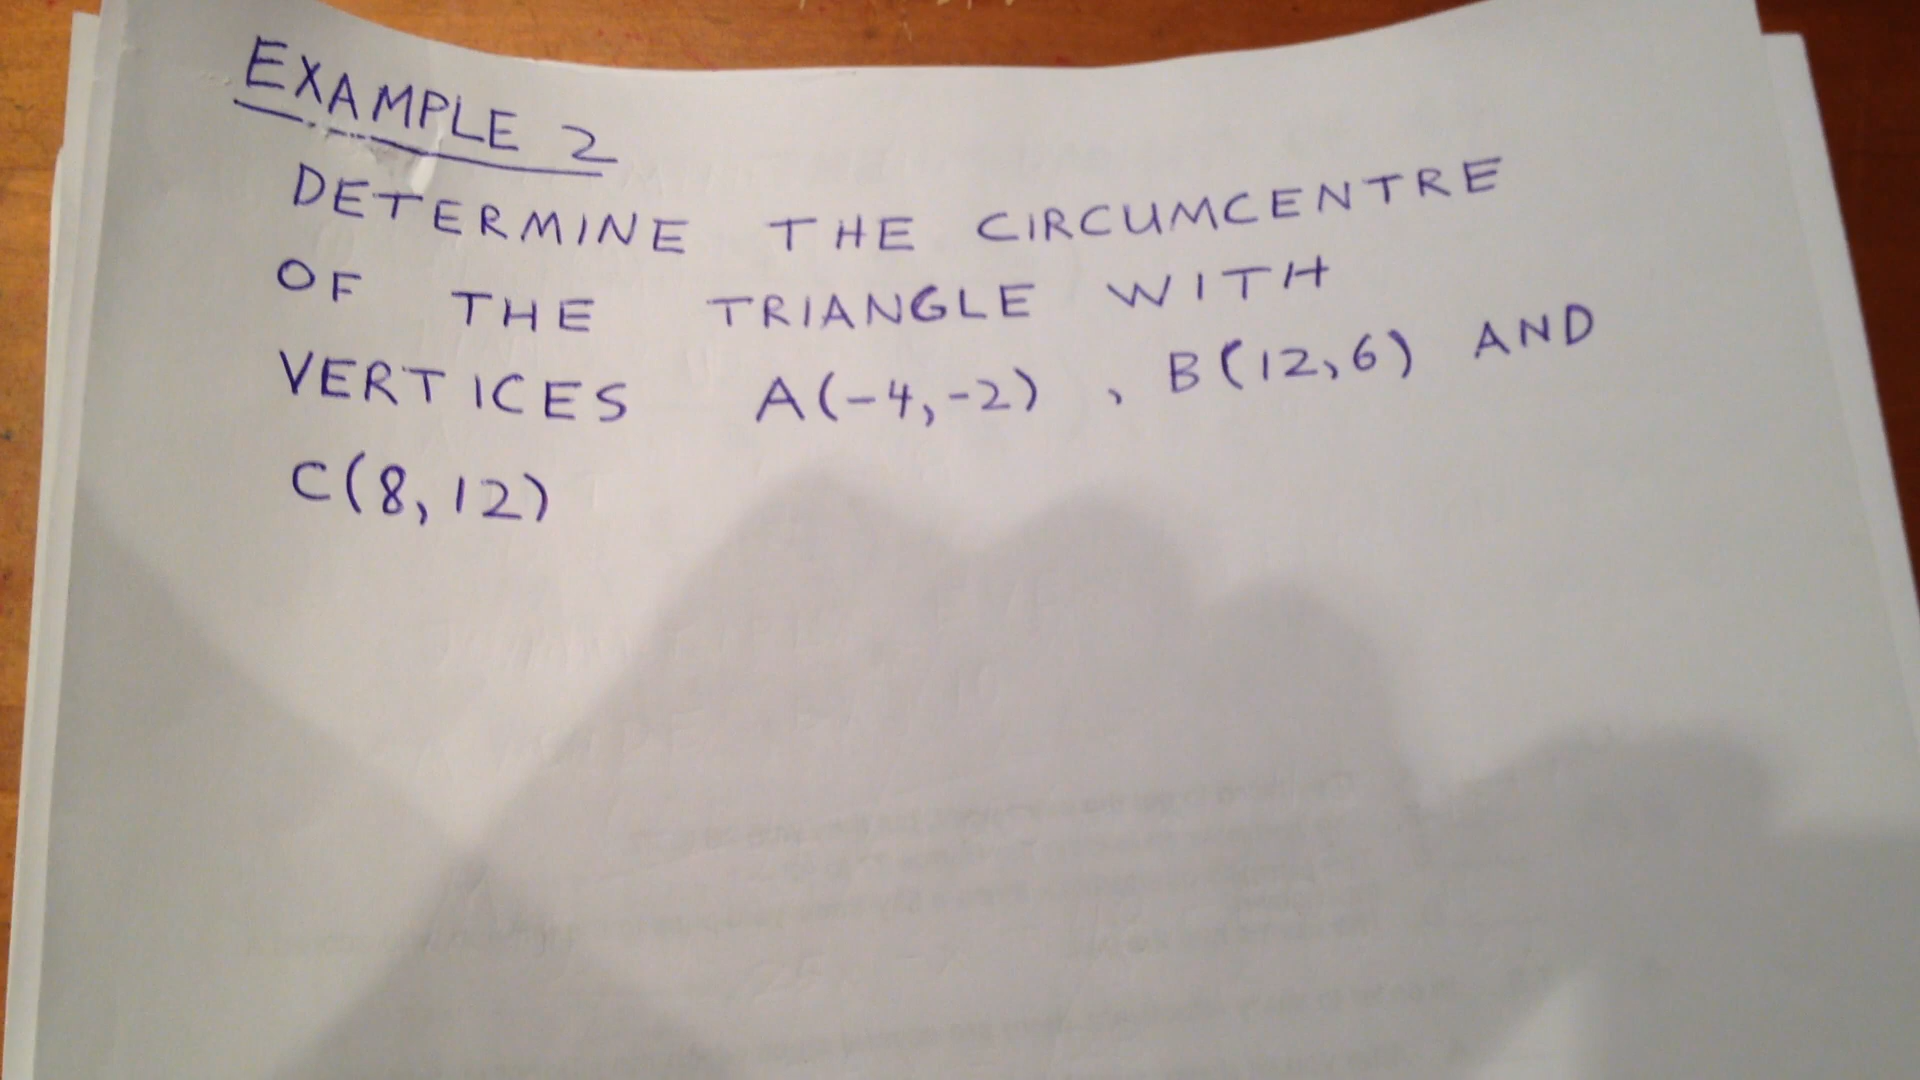 EXAMPLE 2
DETERMINE THE CIRCUMCENTRE
OF THE TRIANGLE WITH
VERTICES A(-4,-2), B(12,6) AND
C(8,12)